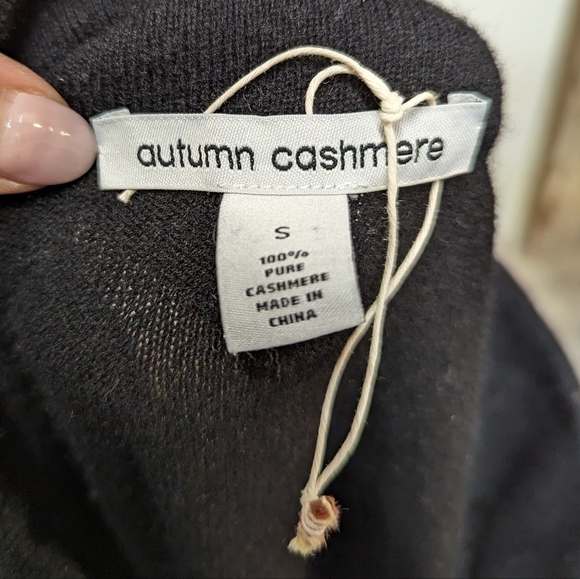 autumn cashmere
S
100%
PURE
CASHMERE
MADE IN
CHINA